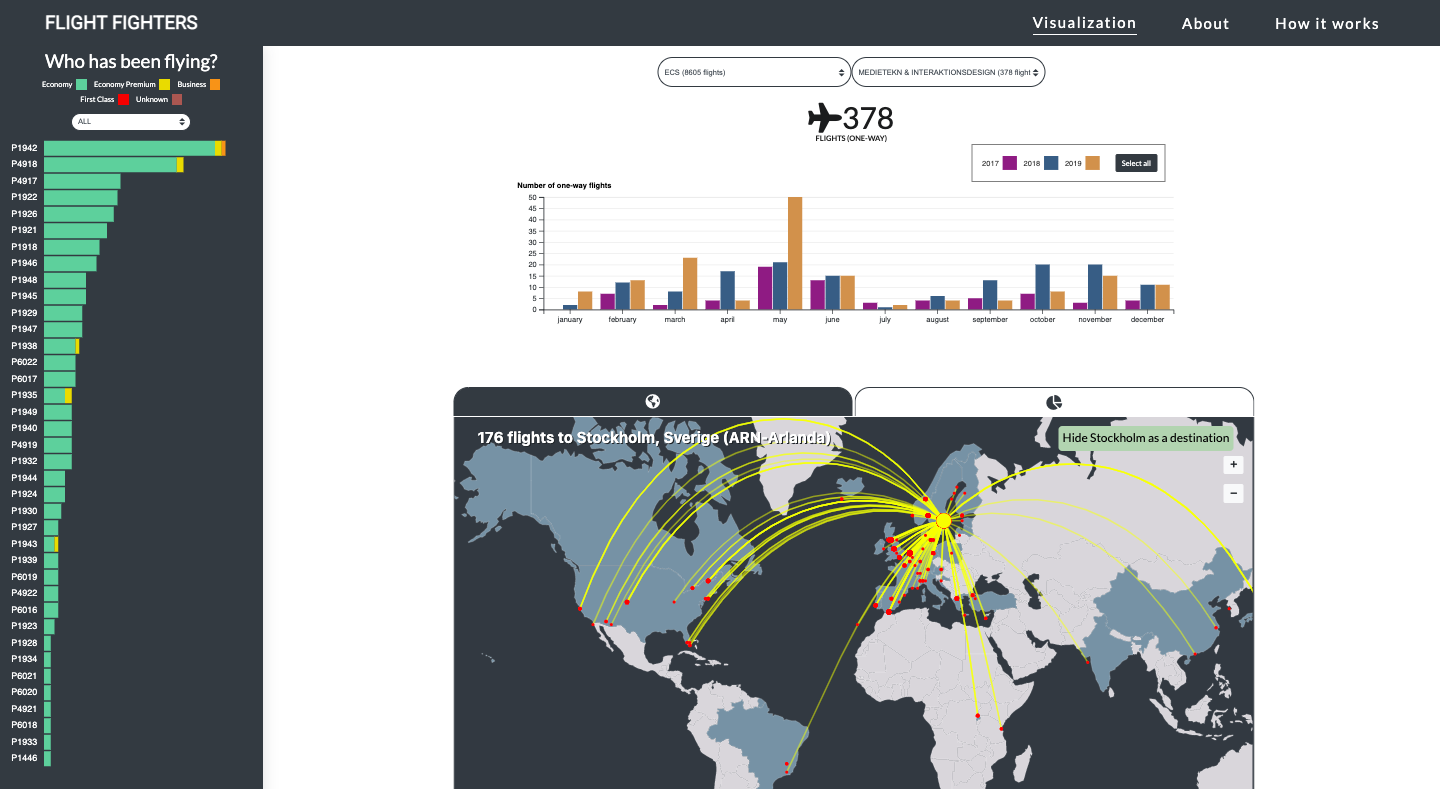 FLIGHT FIGHTERS
Visualization About How it works
Who has been flying?
Economy Economy Premium Business
First Class Unknown
ALL
P1942
P4918
P4917
P1922
P1926
P1921
P1918
P1946
P1948
P1945
P1929
P1947
P1938
P6022
P6017
P1935
P1949
P1940
P4919
P1932
P1944
P1924
P1930
P1927
P1943
P1939
P6019
P4922
P6016
P1923
P1928
P1934
P6021
P6020
P4921
P6018
P1933
P1446
ECS (8605 flights) MEDIETEKN & INTERAKTIONSDESIGN (378 flight
378
FLIGHTS (ONE-WAY)
2017 2018 2019 Select all
Number of one-way flights
50
45
40
35
30
25
20
15
10
5
0
january february march april may june july august september october november december
176 flights to Stockholm, Sverige (ARN-Arlanda)
Hide Stockholm as a destination
+
−